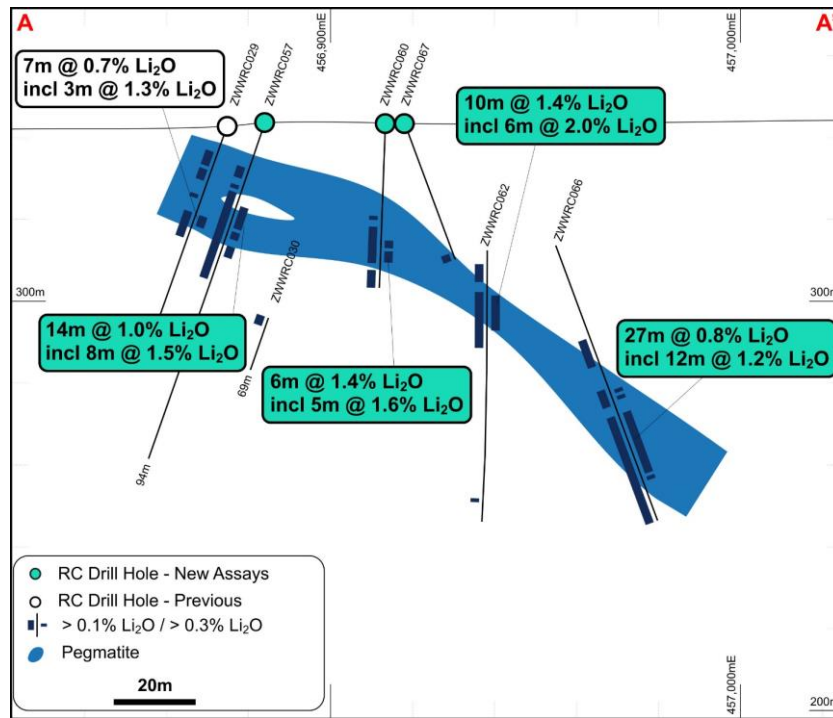 A
A'
456,900mE
457,000mE
7m @ 0.7% Li₂O
incl 3m @ 1.3% Li₂O
ZWWRC029
ZWWRC057
ZWWRC060
ZWWRC067
10m @ 1.4% Li₂O
incl 6m @ 2.0% Li₂O
ZWWRC062
ZWWRC066
ZWWRC030
300m
300m
14m @ 1.0% Li₂O
incl 8m @ 1.5% Li₂O
69m
94m
6m @ 1.4% Li₂O
incl 5m @ 1.6% Li₂O
27m @ 0.8% Li₂O
incl 12m @ 1.2% Li₂O
RC Drill Hole - New Assays
RC Drill Hole - Previous
> 0.1% Li₂O / > 0.3% Li₂O
Pegmatite
20m
457,000mE